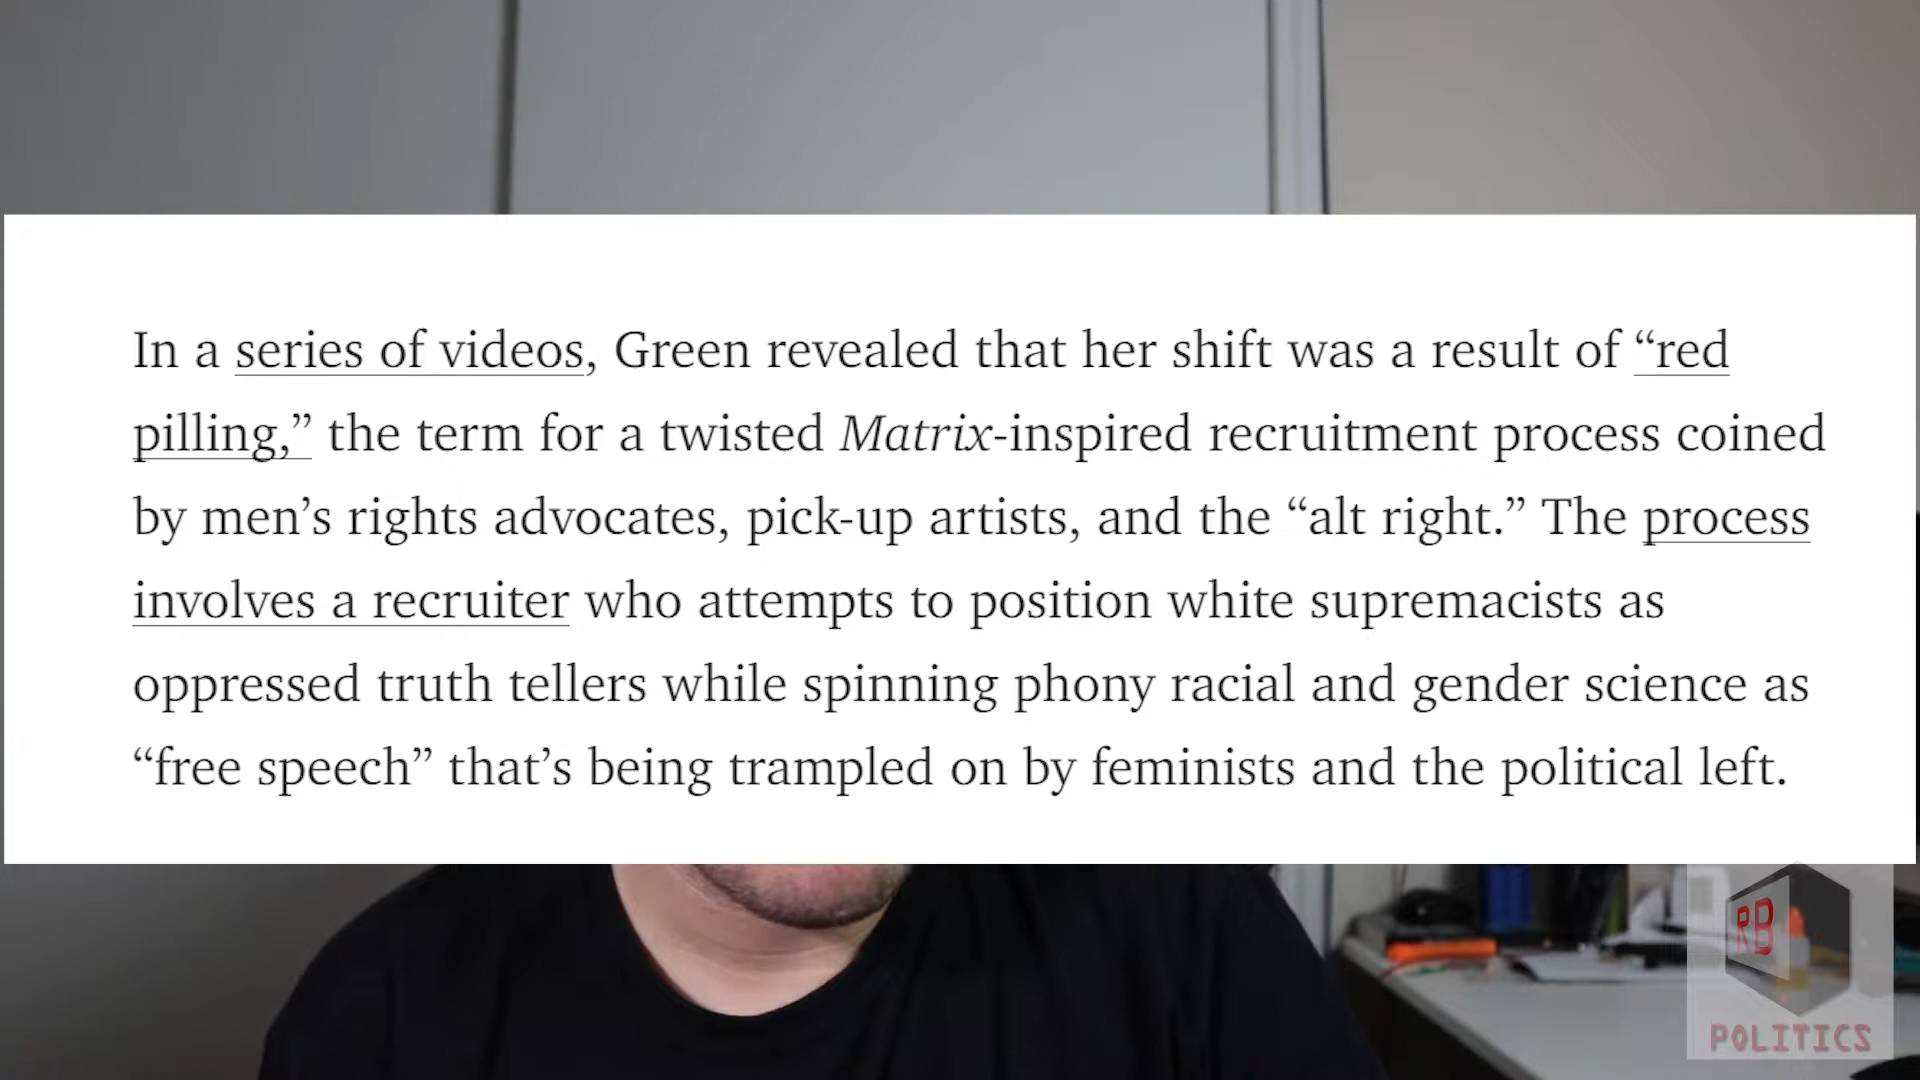 In a series of videos, Green revealed that her shift was a result of “red
pilling,” the term for a twisted Matrix-inspired recruitment process coined
by men’s rights advocates, pick-up artists, and the “alt right.” The process
involves a recruiter who attempts to position white supremacists as
oppressed truth tellers while spinning phony racial and gender science as
“free speech” that’s being trampled on by feminists and the political left.
RB
POLITICS